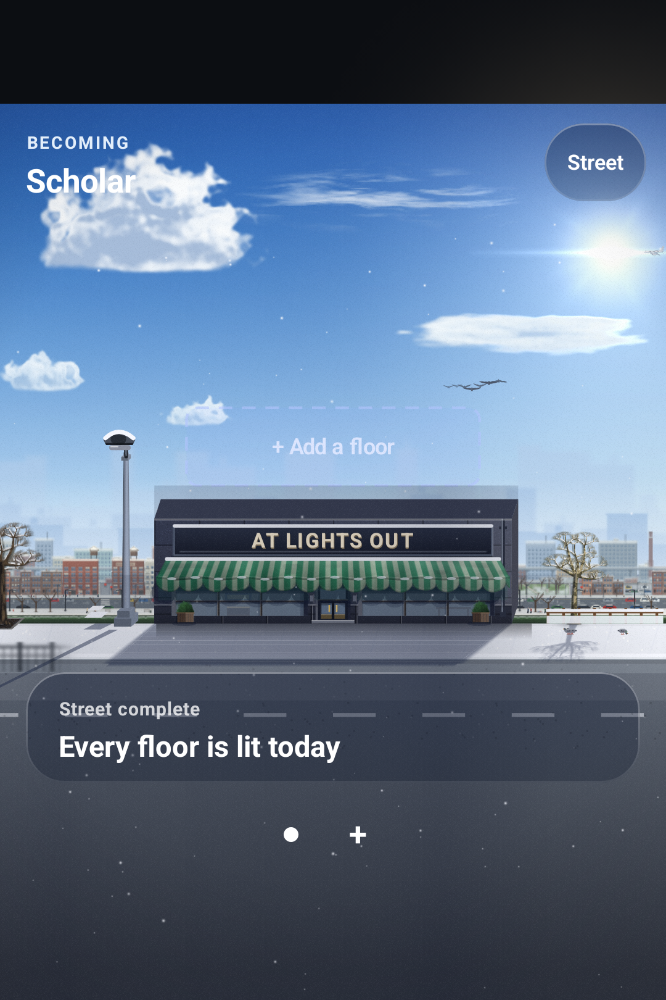 BECOMING
Scholar
Street
+ Add a floor
AT LIGHTS OUT
Street complete
Every floor is lit today
+